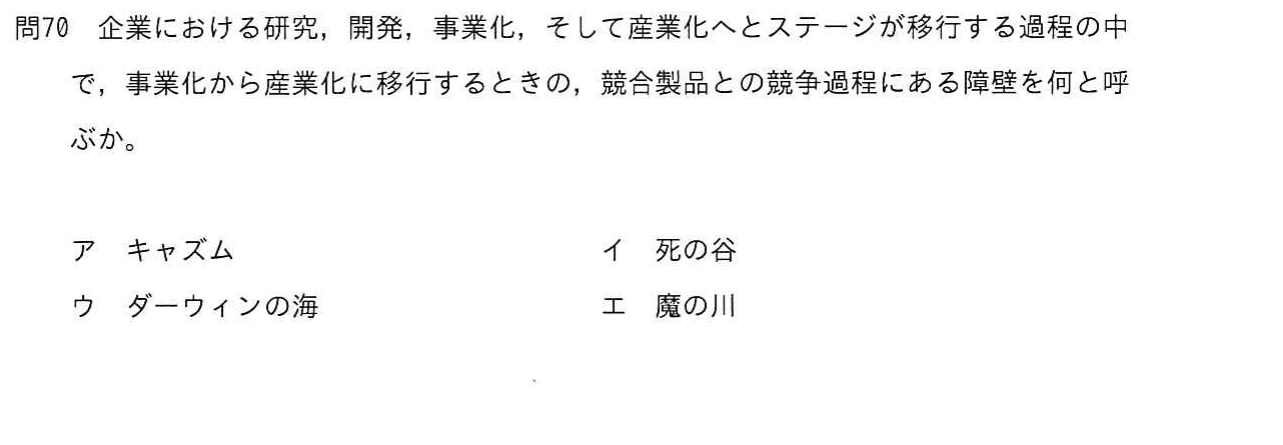 問70　企業における研究，開発，事業化，そして産業化へとステージが移行する過程の中
で，事業化から産業化に移行するときの，競合製品との競争過程にある障壁を何と呼
ぶか。
ア　キャズム　　イ　死の谷
ウ　ダーウィンの海　　エ　魔の川